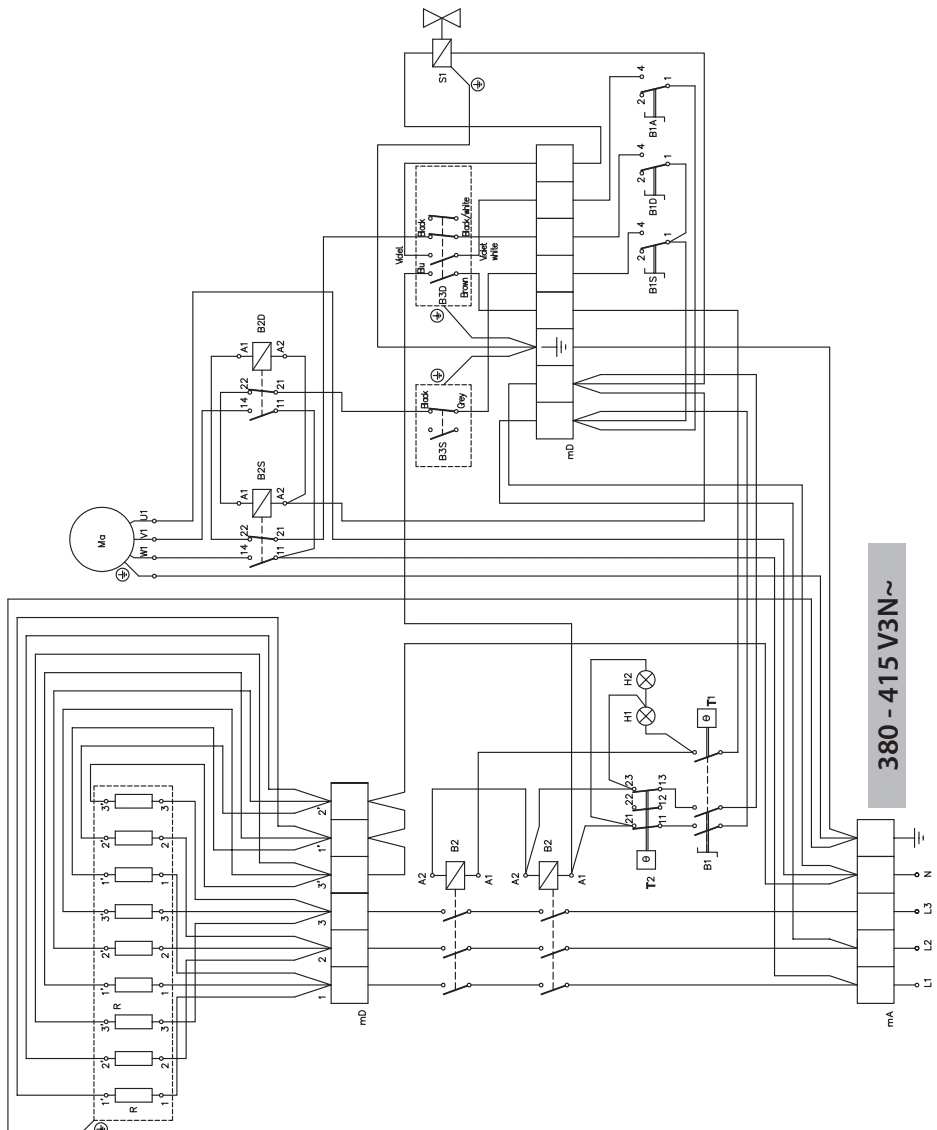 S1
4
2
1
B1A
4
2
1
B1D
4
2
1
B1S
Black
Black/white
Violet
Violet white
Blu
Brown
B3D
B2D
A1
A2
22
21
14
11
Black
Grey
B3S
mD
B2S
A1
A2
22
21
14
11
Ma
U1
V1
W1
380 - 415 V3N~
H2
H1
T1
θ
23
13
22
12
21
11
θ
T2
B1
B2
A2
A1
B2
A2
A1
3'
3
2'
2
1'
1
3'
3
2'
2
1'
1
R
3'
3
2'
2
1'
1
R
2'
1'
3'
3
2
1
mD
N
L3
L2
L1
mA